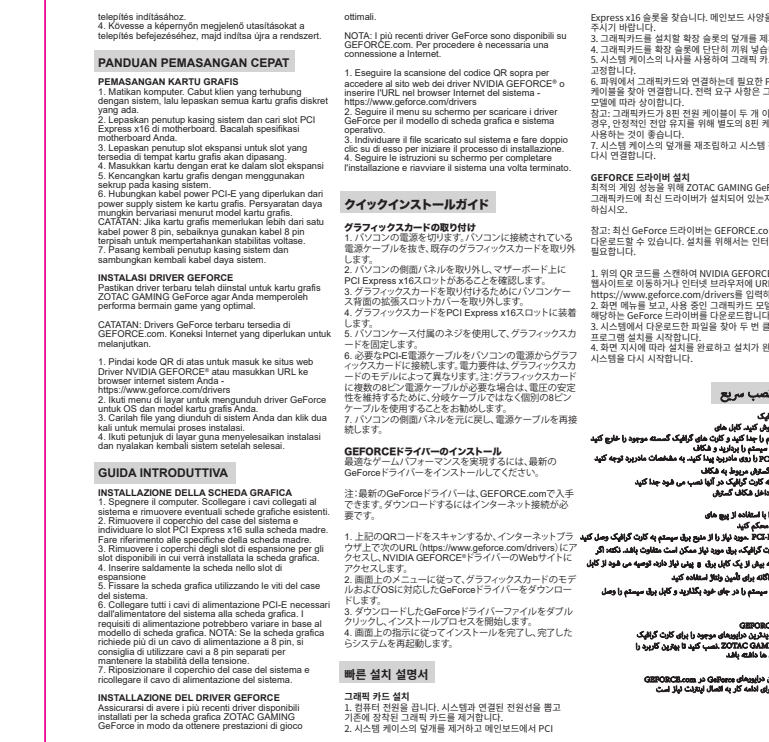 telepítés indításához.
4. Kövesse a képernyőn megjelenő utasításokat a
telepítés befejezéséhez, majd indítsa újra a rendszert.
PANDUAN PEMASANGAN CEPAT
PEMASANGAN KARTU GRAFIS
1. Matikan komputer. Cabut klien yang terhubung
dengan sistem, lalu lepaskan semua kartu grafis diskret
yang ada.
2. Lepaskan penutup kasing sistem dan cari slot PCI
Express x16 di motherboard. Bacalah spesifikasi
motherboard Anda.
3. Lepaskan penutup slot ekspansi untuk slot yang
tersedia di tempat kartu grafis akan dipasang.
4. Masukkan kartu dengan erat ke dalam slot ekspansi
5. Kencangkan kartu grafis dengan menggunakan
sekrup pada kasing sistem.
6. Hubungkan kabel power PCI-E yang diperlukan dari
power supply sistem ke kartu grafis. Persyaratan daya
mungkin bervariasi menurut model kartu grafis.
CATATAN: Jika kartu grafis memerlukan lebih dari satu
kabel power 8 pin, sebaiknya gunakan kabel 8 pin
terpisah untuk mempertahankan stabilitas voltase.
7. Pasang kembali penutup kasing sistem dan
sambungkan kembali kabel daya sistem.
INSTALASI DRIVER GEFORCE
Pastikan driver terbaru telah diinstal untuk kartu grafis
ZOTAC GAMING GeForce agar Anda memperoleh
performa bermain game yang optimal.
CATATAN: Drivers GeForce terbaru tersedia di
GEFORCE.com. Koneksi Internet yang diperlukan untuk
melanjutkan.
1. Pindai kode QR di atas untuk masuk ke situs web
Driver NVIDIA GEFORCE® atau masukkan URL ke
browser internet sistem Anda -
https://www.geforce.com/drivers
2. Ikuti menu di layar untuk mengunduh driver GeForce
untuk OS dan model kartu grafis Anda.
3. Carilah file yang diunduh di sistem Anda dan klik dua
kali untuk memulai proses instalasi.
4. Ikuti petunjuk di layar guna menyelesaikan instalasi
dan nyalakan kembali sistem setelah selesai.
GUIDA INTRODUTTIVA
INSTALLAZIONE DELLA SCHEDA GRAFICA
1. Spegnere il computer. Scollegare i cavi collegati al
sistema e rimuovere eventuali schede grafiche esistenti.
2. Rimuovere il coperchio del case del sistema e
individuare lo slot PCI Express x16 sulla scheda madre.
Fare riferimento alle specifiche della scheda madre.
3. Rimuovere i coperchi degli slot di espansione per gli
slot disponibili in cui verrà installata la scheda grafica.
4. Inserire saldamente la scheda nello slot di
espansione
5. Fissare la scheda grafica utilizzando le viti del case
del sistema.
6. Collegare tutti i cavi di alimentazione PCI-E necessari
dall'alimentatore del sistema alla scheda grafica. I
requisiti di alimentazione potrebbero variare in base al
modello di scheda grafica. NOTA: Se la scheda grafica
richiede più di un cavo di alimentazione a 8 pin, si
consiglia di utilizzare cavi a 8 pin separati per
mantenere la stabilità della tensione.
7. Riposizionare il coperchio del case del sistema e
ricollegare il cavo di alimentazione del sistema.
INSTALLAZIONE DEL DRIVER GEFORCE
Assicurarsi di avere i più recenti driver disponibili
installati per la scheda grafica ZOTAC GAMING
GeForce in modo da ottenere prestazioni di gioco
ottimali.
NOTA: I più recenti driver GeForce sono disponibili su
GEFORCE.com. Per procedere è necessaria una
connessione a Internet.
1. Eseguire la scansione del codice QR sopra per
accedere al sito web dei driver NVIDIA GEFORCE® o
inserire l'URL nel browser Internet del sistema -
https://www.geforce.com/drivers
2. Seguire il menu su schermo per scaricare i driver
GeForce per il modello di scheda grafica e sistema
operativo.
3. Individuare il file scaricato sul sistema e fare doppio
clic su di esso per iniziare il processo di installazione.
4. Seguire le istruzioni su schermo per completare
l'installazione e riavviare il sistema una volta terminato.
クイックインストールガイド
グラフィックスカードの取り付け
1. パソコンの電源を切ります。パソコンに接続されている
電源ケーブルを抜き、既存のグラフィックスカードを取り外
します。
2. パソコンの側面パネルを取り外し、マザーボード上に
PCI Express x16スロットがあることを確認します。
3. グラフィックスカードを取り付けるためにパソコンケー
ス背面の拡張スロットカバーを取り外します。
4. グラフィックスカードをPCI Express x16スロットに装着
します。
5. パソコンケース付属のネジを使用して、グラフィックスカ
ードを固定します。
6. 必要なPCI-E電源ケーブルをパソコンの電源からグラフ
ィックスカードに接続します。電力要件は、グラフィックスカ
ードのモデルによって異なります。注：グラフィックスカード
に複数の8ピン電源ケーブルが必要な場合は、電圧の安定
性を維持するために、分岐ケーブルではなく個別の8ピン
ケーブルを使用することをお勧めします。
7. パソコンの側面パネルを元に戻し、電源ケーブルを再接
続します。
GEFORCEドライバーのインストール
最適なゲームパフォーマンスを実現するには、最新の
GeForceドライバーをインストールしてください。
注：最新のGeForceドライバーは、GEFORCE.comで入手
できます。ダウンロードするにはインターネット接続が必
要です。
1. 上記のQRコードをスキャンするか、インターネットブラ
ウザ上で次のURL（https://www.geforce.com/drivers）にア
クセスし、NVIDIA GEFORCE®ドライバーのWebサイトに
アクセスします。
2. 画面上のメニューに従って、グラフィックスカードのモデ
ルおよびOSに対応したGeForceドライバーをダウンロー
ドします。
3. ダウンロードしたGeForceドライバーファイルをダブル
クリックし、インストールプロセスを開始します。
4. 画面上の指示に従ってインストールを完了し、完了した
らシステムを再起動します。
빠른 설치 설명서
그래픽 카드 설치
1. 컴퓨터 전원을 끕니다. 시스템과 연결된 전원선을 뽑고
기존에 장착된 그래픽 카드를 제거합니다.
2. 시스템 케이스의 덮개를 제거하고 메인보드에서 PCI
Express x16 슬롯을 찾습니다. 메인보드 사양을
주시기 바랍니다.
3. 그래픽카드를 설치할 확장 슬롯의 덮개를 제
4. 그래픽카드를 확장 슬롯에 단단히 끼워 넣습
5. 시스템 케이스의 나사를 사용하여 그래픽 카
고정합니다.
6. 파워에서 그래픽카드와 연결하는데 필요한 P
케이블을 찾아 연결합니다. 전력 요구 사항은 그
모델에 따라 상이합니다.
참고: 그래픽카드가 8핀 전원 케이블이 두 개 이
경우, 안정적인 전압 유지를 위해 별도의 8핀 케
사용하는 것이 좋습니다.
7. 시스템 케이스의 덮개를 재조립하고 시스템
다시 연결합니다.
GEFORCE 드라이버 설치
최적의 게임 성능을 위해 ZOTAC GAMING GeF
그래픽카드에 최신 드라이버가 설치되어 있는지
하십시오.
참고: 최신 GeForce 드라이버는 GEFORCE.co
다운로드할 수 있습니다. 설치를 위해서는 인터
필요합니다.
1. 위의 QR 코드를 스캔하여 NVIDIA GEFORCE
웹사이트로 이동하거나 인터넷 브라우저에 UR
https://www.geforce.com/drivers를 입력하
2. 화면 메뉴를 보고, 사용 중인 그래픽카드 모델
해당하는 GeForce 드라이버를 다운로드합니다
3. 시스템에서 다운로드한 파일을 찾아 두 번 클
프로그램 설치를 시작합니다.
4. 화면 지시에 따라 설치를 완료하고 설치가 완
시스템을 다시 시작합니다.
نصب سریع